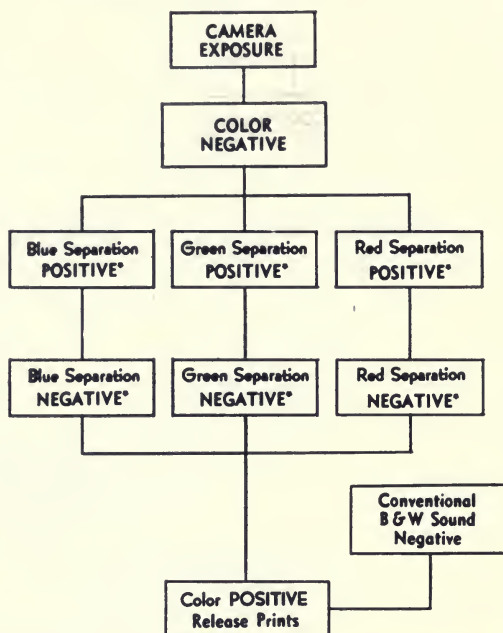 CAMERA
EXPOSURE
COLOR
NEGATIVE
Blue Separation
POSITIVE*
Green Separation
POSITIVE*
Red Separation
POSITIVE*
Blue Separation
NEGATIVE*
Green Separation
NEGATIVE*
Red Separation
NEGATIVE*
Conventional
B & W Sound
Negative
Color POSITIVE
Release Prints